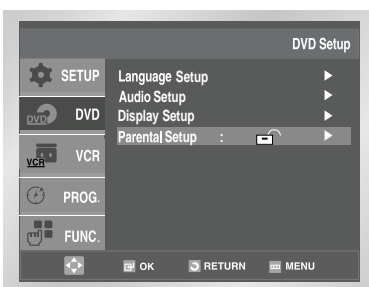 DVD Setup
SETUP
Language Setup
Audio Setup
DVD
DVD
Display Setup
Parental Setup :
VCR
VCR
PROG.
FUNC.
OK RETURN MENU